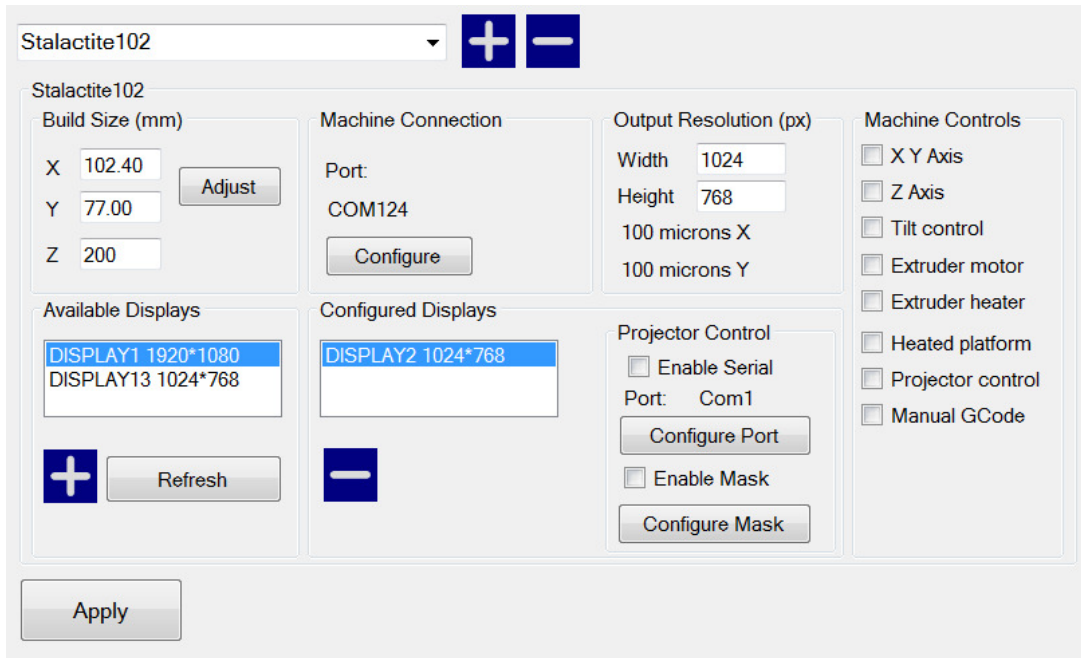 Stalactite102
Stalactite102
Build Size (mm)
X 102.40
Adjust
Y 77.00
Z 200
Machine Connection
Port:
COM124
Configure
Output Resolution (px)
Width 1024
Height 768
100 microns X
100 microns Y
Machine Controls
X Y Axis
Z Axis
Tilt control
Extruder motor
Extruder heater
Heated platform
Projector control
Manual GCode
Available Displays
DISPLAY1 1920*1080
DISPLAY13 1024*768
Refresh
Configured Displays
DISPLAY2 1024*768
Projector Control
Enable Serial
Port: Com1
Configure Port
Enable Mask
Configure Mask
Apply